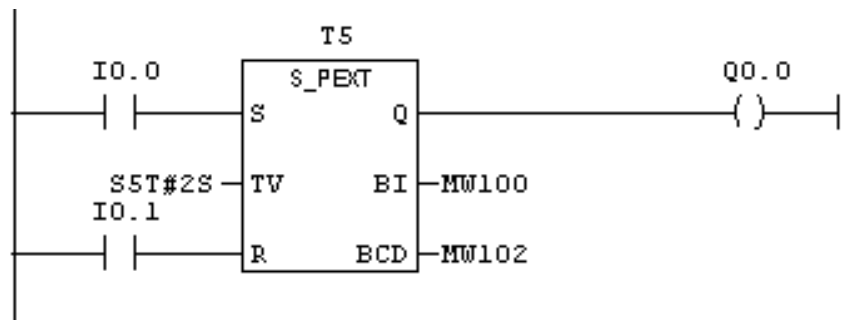 T5
I0.0 S_PEXT Q0.0
S Q
S5T#2S TV BI MW100
I0.1
R BCD MW102